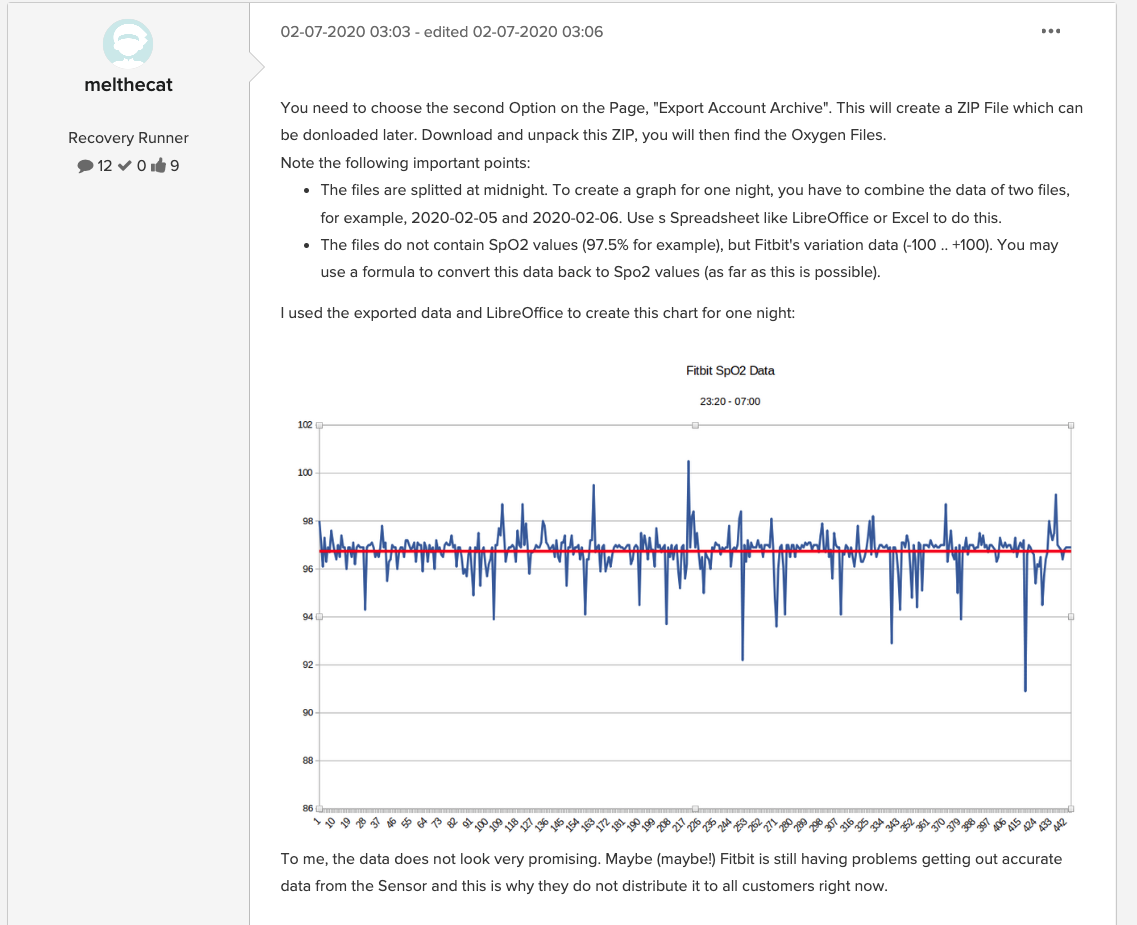 02-07-2020 03:03 - edited 02-07-2020 03:06
melthecat
Recovery Runner
12 0 9
You need to choose the second Option on the Page, "Export Account Archive". This will create a ZIP File which can
be donloaded later. Download and unpack this ZIP, you will then find the Oxygen Files.
Note the following important points:
• The files are splitted at midnight. To create a graph for one night, you have to combine the data of two files,
for example, 2020-02-05 and 2020-02-06. Use s Spreadsheet like LibreOffice or Excel to do this.
• The files do not contain SpO2 values (97.5% for example), but Fitbit's variation data (-100 .. +100). You may
use a formula to convert this data back to Spo2 values (as far as this is possible).
I used the exported data and LibreOffice to create this chart for one night:
Fitbit SpO2 Data
23:20 - 07:00
102
100
98
96
94
92
90
88
86
1 10 19 28 37 46 55 64 73 82 91 100 109 118 127 136 145 154 163 172 181 190 199 208 217 226 235 244 253 262 271 280 289 298 307 316 325 334 343 352 361 370 379 388 397 406 415 424 433 442
To me, the data does not look very promising. Maybe (maybe!) Fitbit is still having problems getting out accurate
data from the Sensor and this is why they do not distribute it to all customers right now.